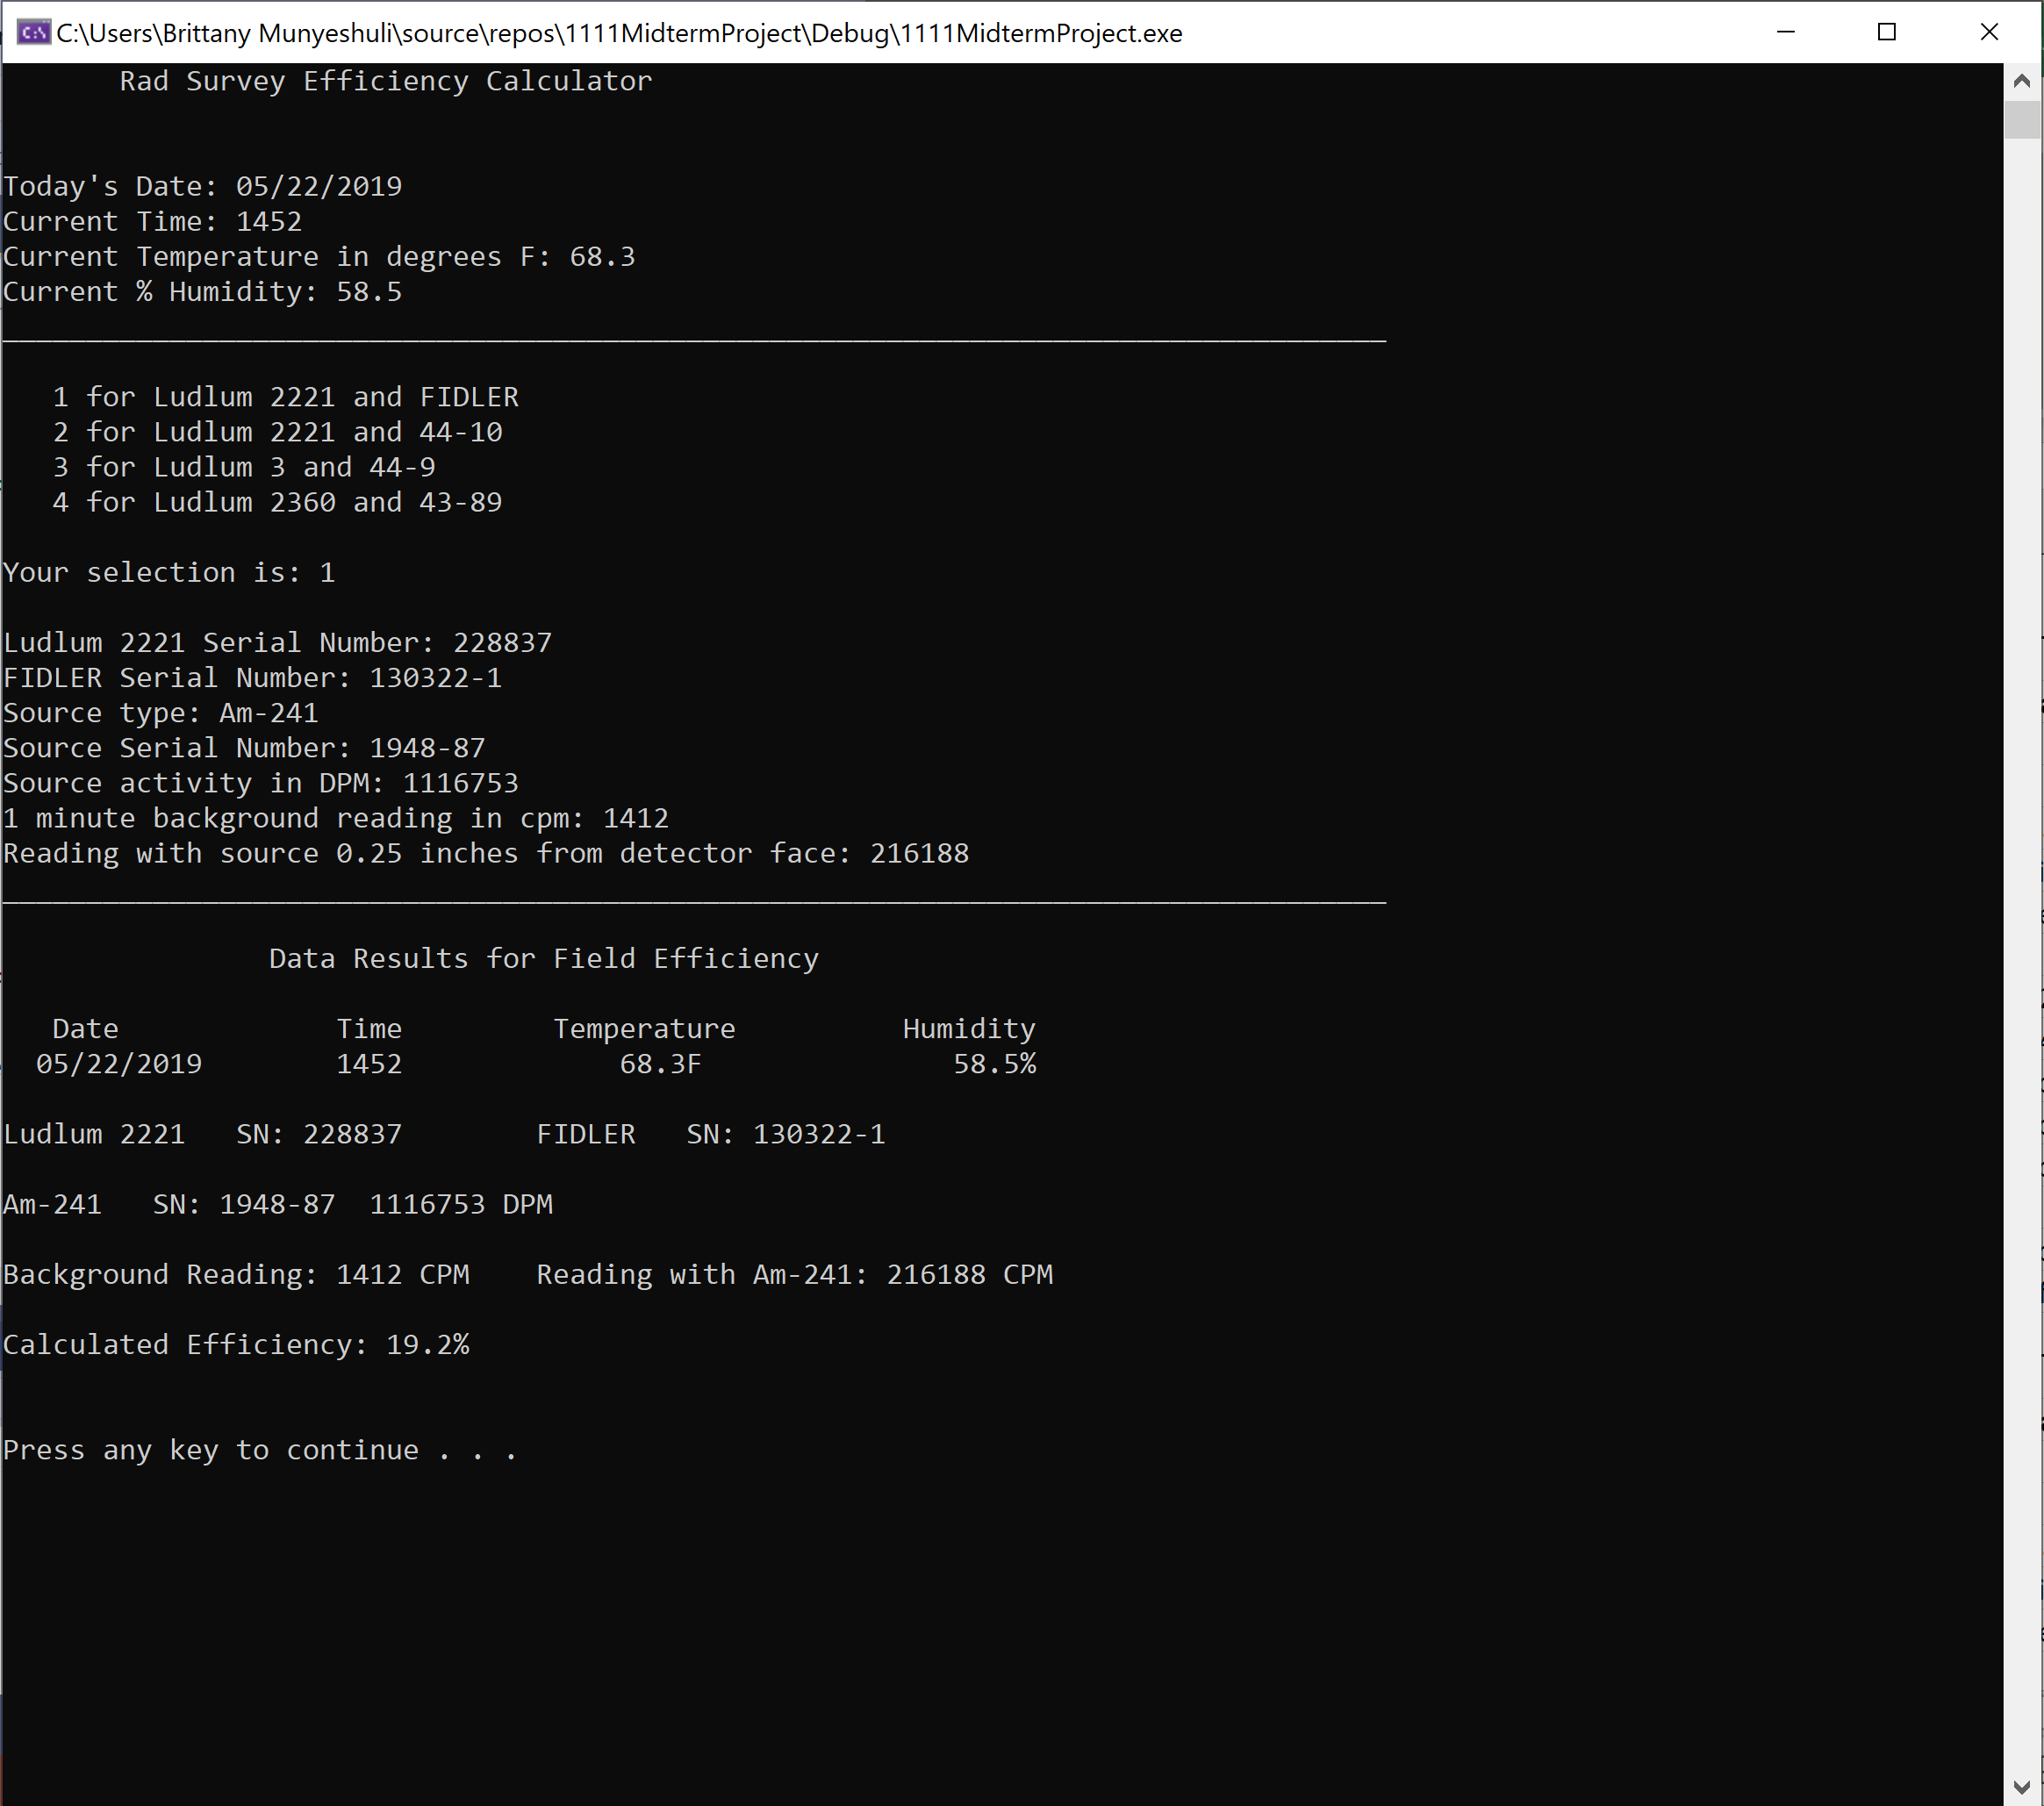 C:\Users\Brittany Munyeshuli\source\repos\1111MidtermProject\Debug\1111MidtermProject.exe
Rad Survey Efficiency Calculator
Today's Date: 05/22/2019
Current Time: 1452
Current Temperature in degrees F: 68.3
Current % Humidity: 58.5
1 for Ludlum 2221 and FIDLER
2 for Ludlum 2221 and 44-10
3 for Ludlum 3 and 44-9
4 for Ludlum 2360 and 43-89
Your selection is: 1
Ludlum 2221 Serial Number: 228837
FIDLER Serial Number: 130322-1
Source type: Am-241
Source Serial Number: 1948-87
Source activity in DPM: 1116753
1 minute background reading in cpm: 1412
Reading with source 0.25 inches from detector face: 216188
Data Results for Field Efficiency
Date Time Temperature Humidity
05/22/2019 1452 68.3F 58.5%
Ludlum 2221 SN: 228837 FIDLER SN: 130322-1
Am-241 SN: 1948-87 1116753 DPM
Background Reading: 1412 CPM Reading with Am-241: 216188 CPM
Calculated Efficiency: 19.2%
Press any key to continue . . .